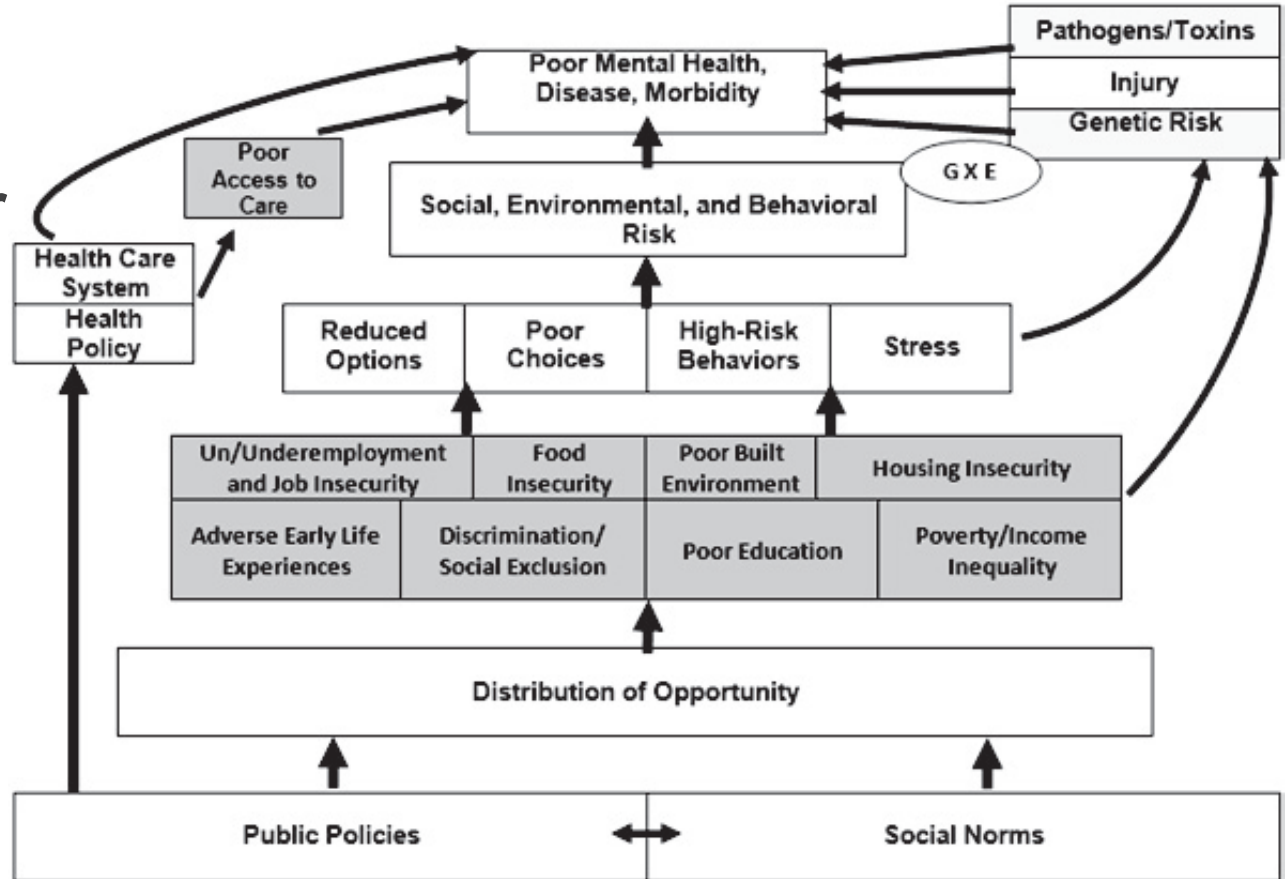 Pathogens/Toxins
Injury
Genetic Risk
Poor Mental Health,
Disease, Morbidity
G X E
Poor
Access to
Care
Social, Environmental, and Behavioral
Risk
Health Care
System
Health
Policy
Reduced
Options
Poor
Choices
High-Risk
Behaviors
Stress
Un/Underemployment
and Job Insecurity
Food
Insecurity
Poor Built
Environment
Housing Insecurity
Adverse Early Life
Experiences
Discrimination/
Social Exclusion
Poor Education
Poverty/Income
Inequality
Distribution of Opportunity
Public Policies
Social Norms